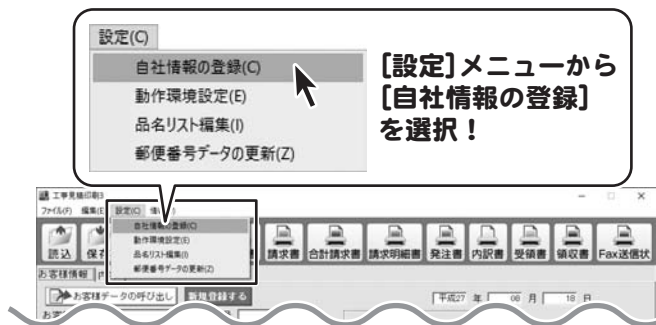 設定(C)
自社情報の登録(C)
動作環境設定(E)
品名リスト編集(I)
郵便番号データの更新(Z)
[設定]メニューから
[自社情報の登録]
を選択！
工事見積印刷3
ファイル(F) 編集(E) 設定(C)
自社情報の登録(C)
動作環境設定(E)
品名リスト編集(I)
郵便番号データの更新(Z)
読込 請求書 合計請求書 請求明細書 発注書 内訳書 受領書 領収書 Fax送信状
お客様情報
お客様データの呼び出し 新規登録する 平成27 年 06 月 18 日